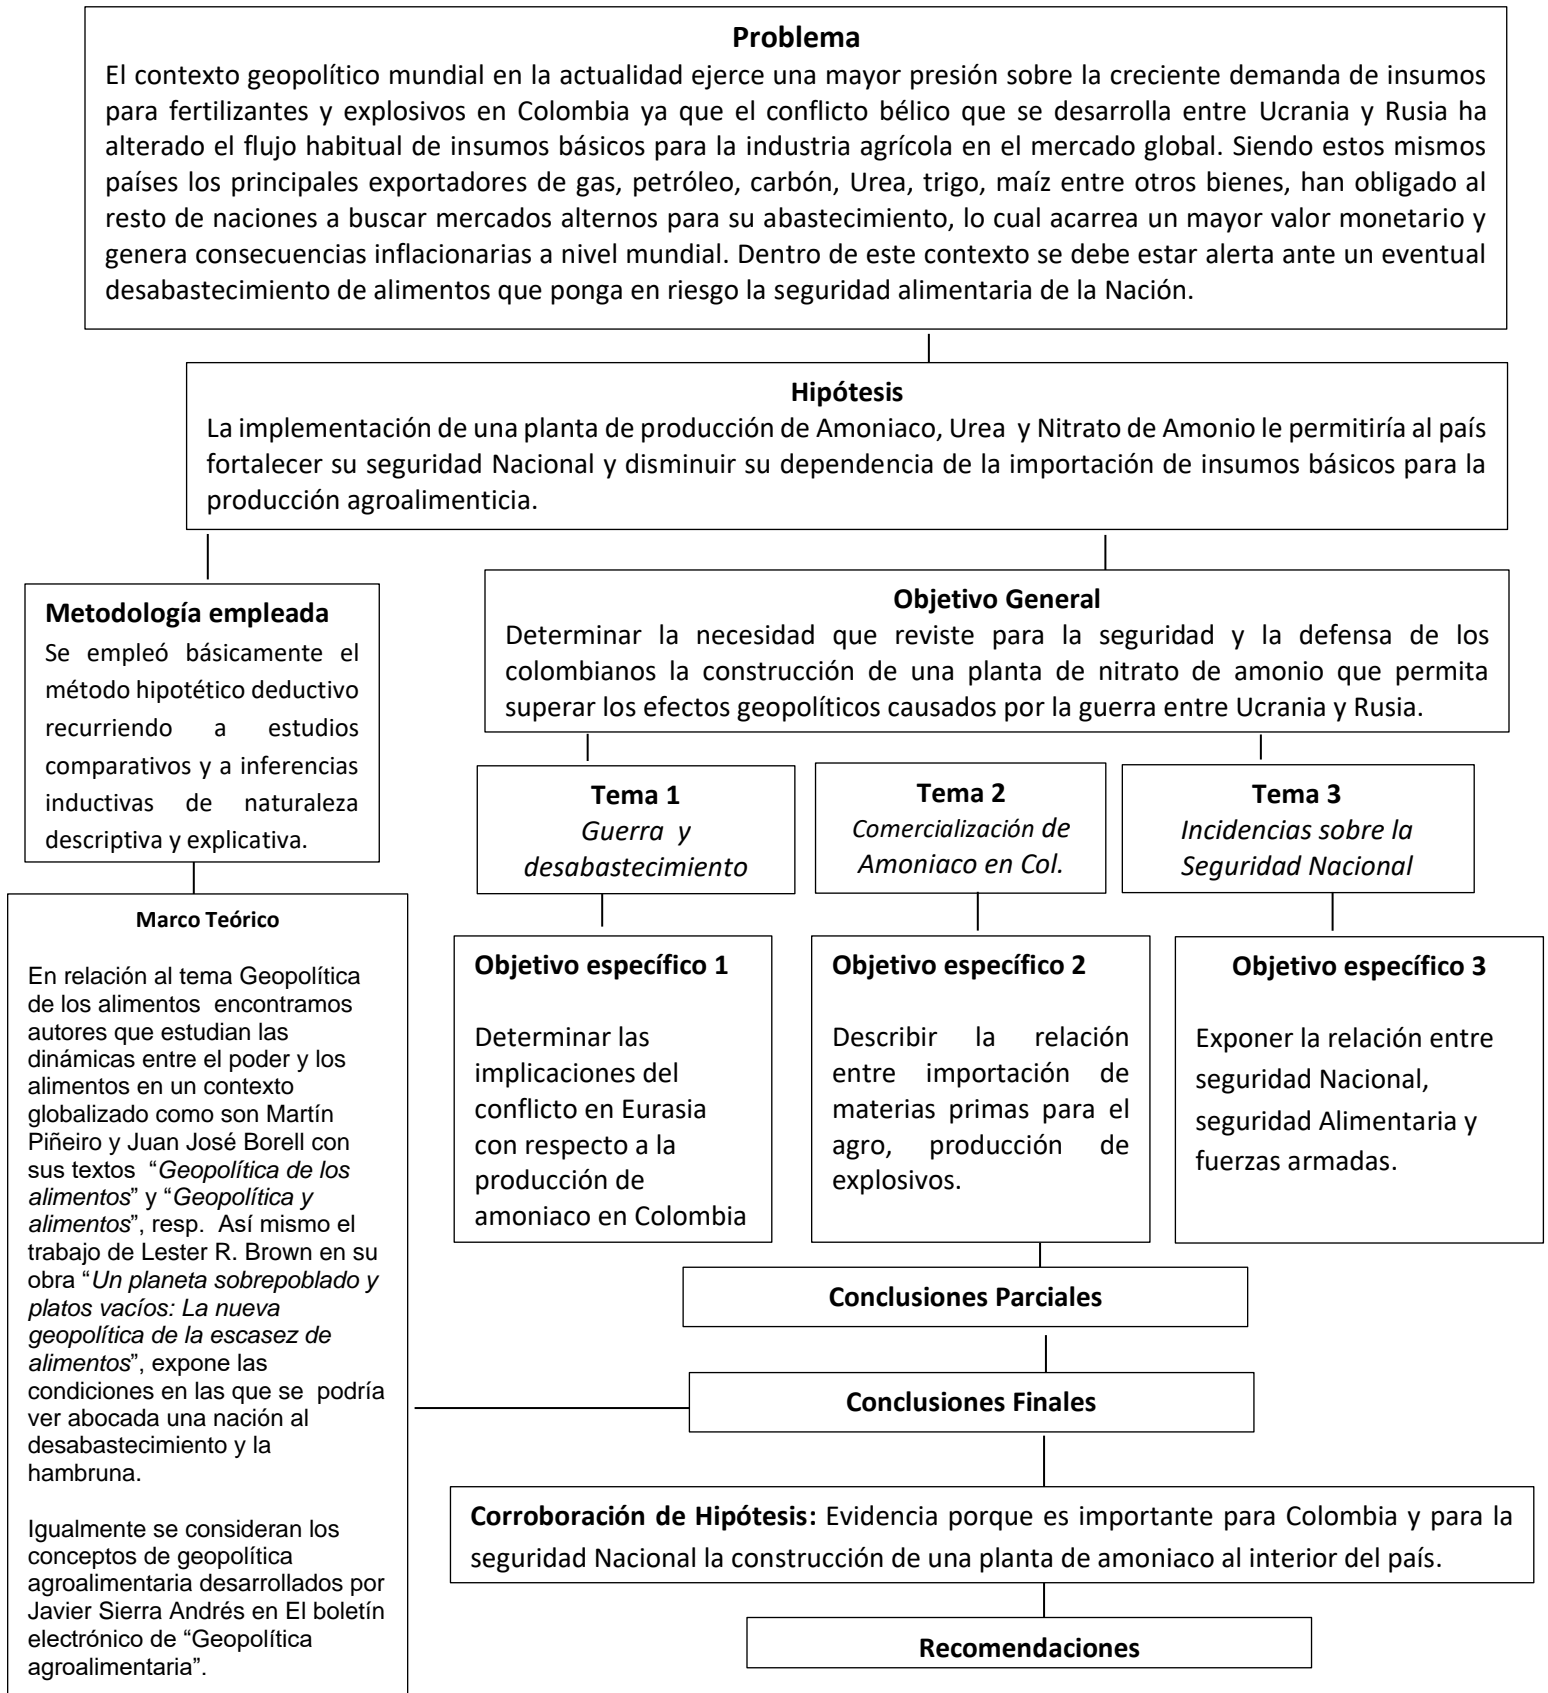 Problema
El contexto geopolítico mundial en la actualidad ejerce una mayor presión sobre la creciente demanda de insumos
para fertilizantes y explosivos en Colombia ya que el conflicto bélico que se desarrolla entre Ucrania y Rusia ha
alterado el flujo habitual de insumos básicos para la industria agrícola en el mercado global. Siendo estos mismos
países los principales exportadores de gas, petróleo, carbón, Urea, trigo, maíz entre otros bienes, han obligado al
resto de naciones a buscar mercados alternos para su abastecimiento, lo cual acarrea un mayor valor monetario y
genera consecuencias inflacionarias a nivel mundial. Dentro de este contexto se debe estar alerta ante un eventual
desabastecimiento de alimentos que ponga en riesgo la seguridad alimentaria de la Nación.
Hipótesis
La implementación de una planta de producción de Amoniaco, Urea y Nitrato de Amonio le permitiría al país
fortalecer su seguridad Nacional y disminuir su dependencia de la importación de insumos básicos para la
producción agroalimenticia.
Metodología empleada
Se empleó básicamente el
método hipotético deductivo
recurriendo a estudios
comparativos y a inferencias
inductivas de naturaleza
descriptiva y explicativa.
Objetivo General
Determinar la necesidad que reviste para la seguridad y la defensa de los
colombianos la construcción de una planta de nitrato de amonio que permita
superar los efectos geopolíticos causados por la guerra entre Ucrania y Rusia.
Tema 1
Guerra y
desabastecimiento
Tema 2
Comercialización de
Amoniaco en Col.
Tema 3
Incidencias sobre la
Seguridad Nacional
Marco Teórico
En relación al tema Geopolítica
de los alimentos encontramos
autores que estudian las
dinámicas entre el poder y los
alimentos en un contexto
globalizado como son Martín
Piñeiro y Juan José Borell con
sus textos “Geopolítica de los
alimentos” y “Geopolítica y
alimentos”, resp. Así mismo el
trabajo de Lester R. Brown en su
obra “Un planeta sobrepoblado y
platos vacíos: La nueva
geopolítica de la escasez de
alimentos”, expone las
condiciones en las que se podría
ver abocada una nación al
desabastecimiento y la
hambruna.
Igualmente se consideran los
conceptos de geopolítica
agroalimentaria desarrollados por
Javier Sierra Andrés en El boletín
electrónico de “Geopolítica
agroalimentaria”.
Objetivo específico 1
Determinar las
implicaciones del
conflicto en Eurasia
con respecto a la
producción de
amoniaco en Colombia
Objetivo específico 2
Describir la relación
entre importación de
materias primas para el
agro, producción de
explosivos.
Objetivo específico 3
Exponer la relación entre
seguridad Nacional,
seguridad Alimentaria y
fuerzas armadas.
Conclusiones Parciales
Conclusiones Finales
Corroboración de Hipótesis: Evidencia porque es importante para Colombia y para la
seguridad Nacional la construcción de una planta de amoniaco al interior del país.
Recomendaciones